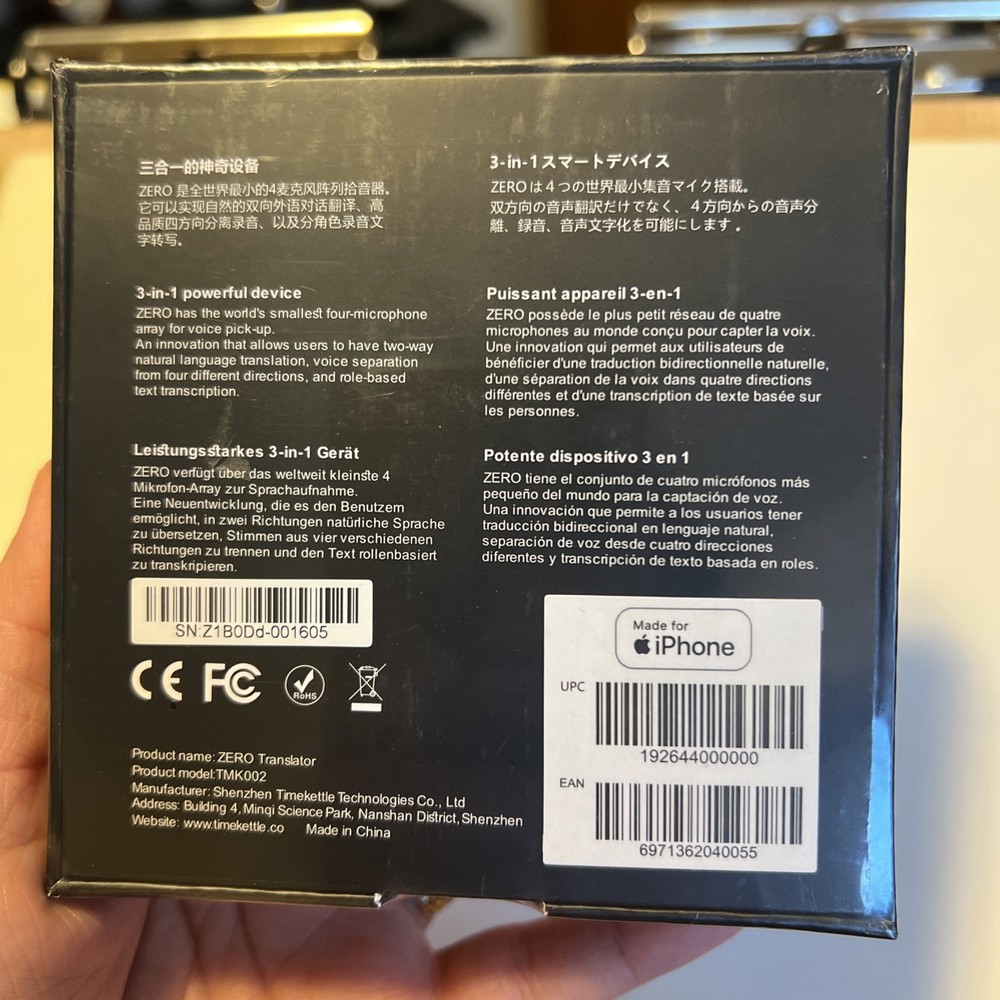 三合一的神奇设备
ZERO 是全世界最小的4麦克风阵列拾音器。
它可以实现自然的双向外语对话翻译、高
品质四方向分离录音、以及分角色录音文
字转写。
3-in-1スマートデバイス
ZEROは４つの世界最小集音マイク搭載。
双方向の音声翻訳だけでなく、４方向からの音声分
離、録音、音声文字化を可能にします 。
3-in-1 powerful device
ZERO has the world's smallest four-microphone
array for voice pick-up.
An innovation that allows users to have two-way
natural language translation, voice separation
from four different directions, and role-based
text transcription.
Puissant appareil 3-en-1
ZERO possède le plus petit réseau de quatre
microphones au monde conçu pour capter la voix.
Une innovation qui permet aux utilisateurs de
bénéficier d'une traduction bidirectionnelle naturelle,
d'une séparation de la voix dans quatre directions
différentes et d'une transcription de texte basée sur
les personnes.
Leistungsstarkes 3-in-1 Gerät
ZERO verfügt über das weltweit kleinste 4
Mikrofon-Array zur Sprachaufnahme.
Eine Neuentwicklung, die es den Benutzern
ermöglicht, in zwei Richtungen natürliche Sprache
zu übersetzen, Stimmen aus vier verschiedenen
Richtungen zu trennen und den Text rollenbasiert
zu transkripieren.
Potente dispositivo 3 en 1
ZERO tiene el conjunto de cuatro micrófonos más
pequeño del mundo para la captación de voz.
Una innovación que permite a los usuarios tener
traducción bidireccional en lenguaje natural,
separación de voz desde cuatro direcciones
diferentes y transcripción de texto basada en roles.
SN:Z1B0Dd-001605
CE FC RoHS
Product name: ZERO Translator
Product model:TMK002
Manufacturer: Shenzhen Timekettle Technologies Co., Ltd
Address: Building 4, Minqi Science Park, Nanshan District, Shenzhen
Website: www.timekettle.co Made in China
Made for
iPhone
UPC
192644000000
EAN
6971362040055